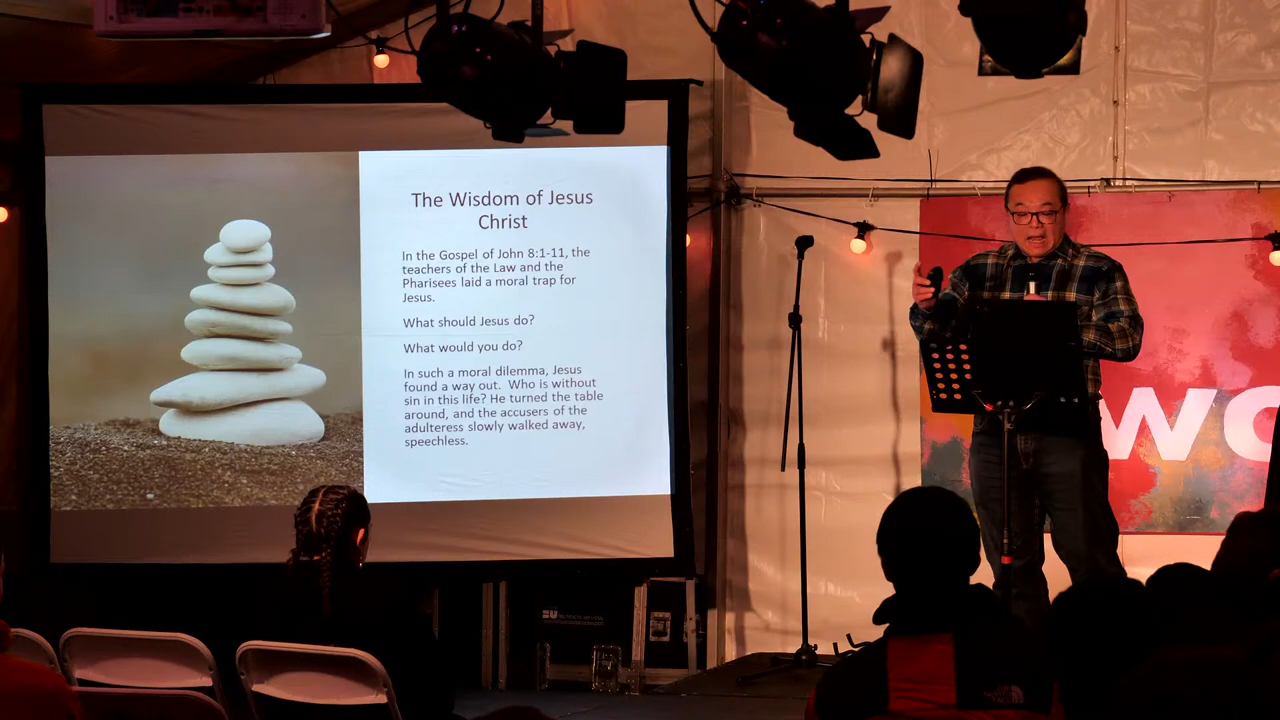 The Wisdom of Jesus
Christ
In the Gospel of John 8:1-11, the
teachers of the Law and the
Pharisees laid a moral trap for
Jesus.
What should Jesus do?
What would you do?
In such a moral dilemma, Jesus
found a way out.  Who is without
sin in this life? He turned the table
around, and the accusers of the
adulteress slowly walked away,
speechless.
wo